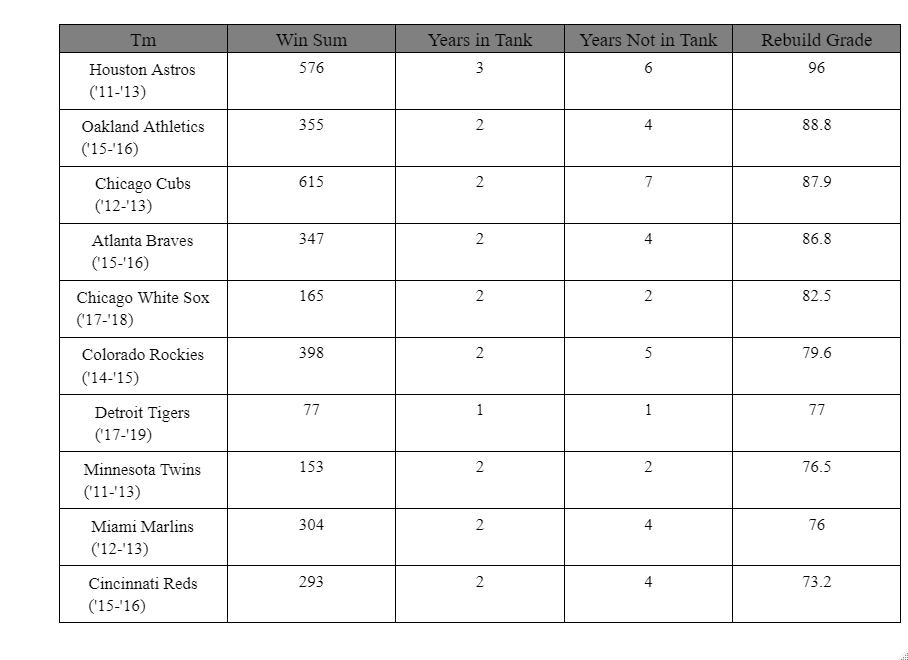 Tm Win Sum Years in Tank Years Not in Tank Rebuild Grade
Houston Astros 576 3 6 96
('11-'13)
Oakland Athletics 355 2 4 88.8
('15-'16)
Chicago Cubs 615 2 7 87.9
('12-'13)
Atlanta Braves 347 2 4 86.8
('15-'16)
Chicago White Sox 165 2 2 82.5
('17-'18)
Colorado Rockies 398 2 5 79.6
('14-'15)
Detroit Tigers 77 1 1 77
('17-'19)
Minnesota Twins 153 2 2 76.5
('11-'13)
Miami Marlins 304 2 4 76
('12-'13)
Cincinnati Reds 293 2 4 73.2
('15-'16)